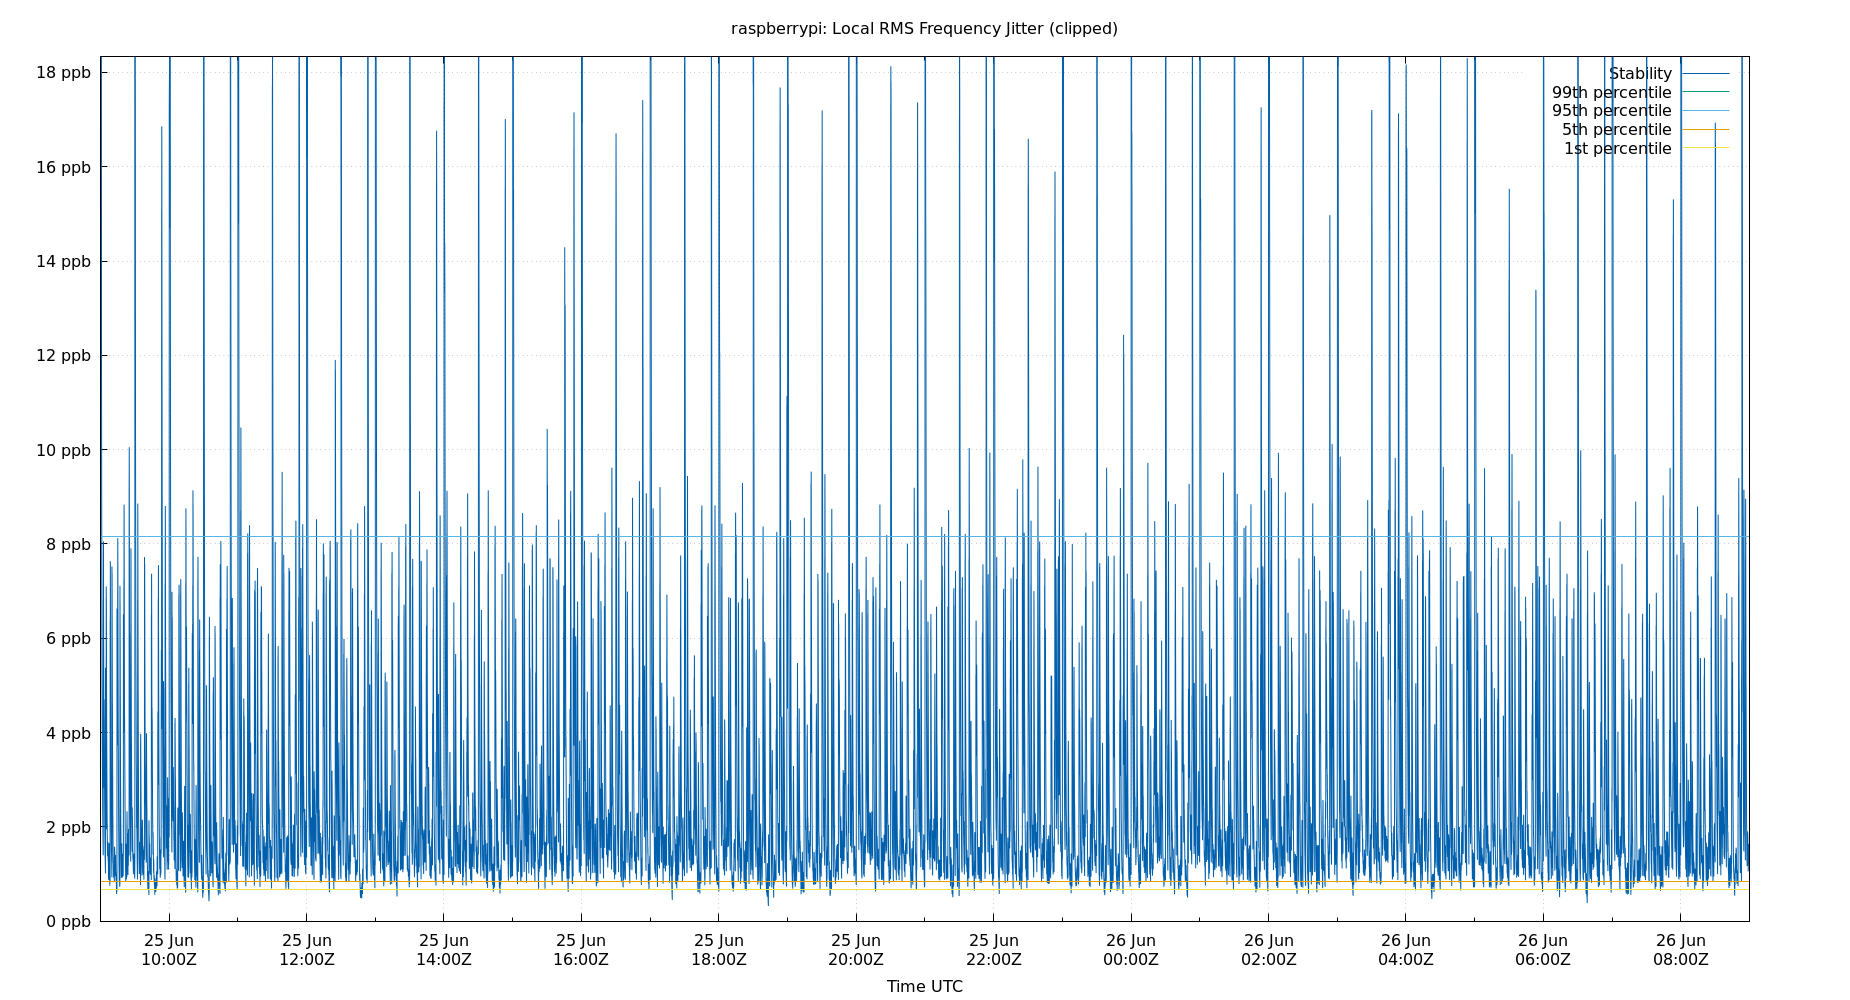 raspberrypi: Local RMS Frequency Jitter (clipped)
18 ppb
16 ppb
14 ppb
12 ppb
10 ppb
8 ppb
6 ppb
4 ppb
2 ppb
0 ppb
Stability
99th percentile
95th percentile
5th percentile
1st percentile
25 Jun 25 Jun 25 Jun 25 Jun 25 Jun 25 Jun 25 Jun 26 Jun 26 Jun 26 Jun 26 Jun 26 Jun
10:00Z 12:00Z 14:00Z 16:00Z 18:00Z 20:00Z 22:00Z 00:00Z 02:00Z 04:00Z 06:00Z 08:00Z
Time UTC